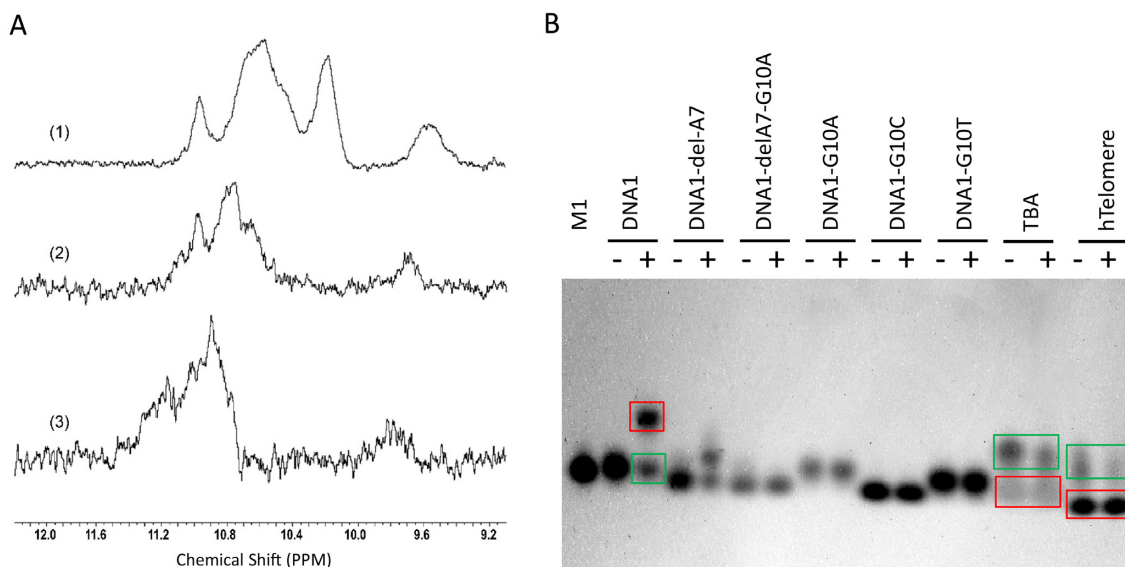 A
(1)
(2)
(3)
12.0 11.6 11.2 10.8 10.4 10.0 9.6 9.2
Chemical Shift (PPM)
B
M1
DNA1
DNA1-del-A7
DNA1-delA7-G10A
DNA1-G10A
DNA1-G10C
DNA1-G10T
TBA
hTelomere
- + - + - + - + - + - + - + - +